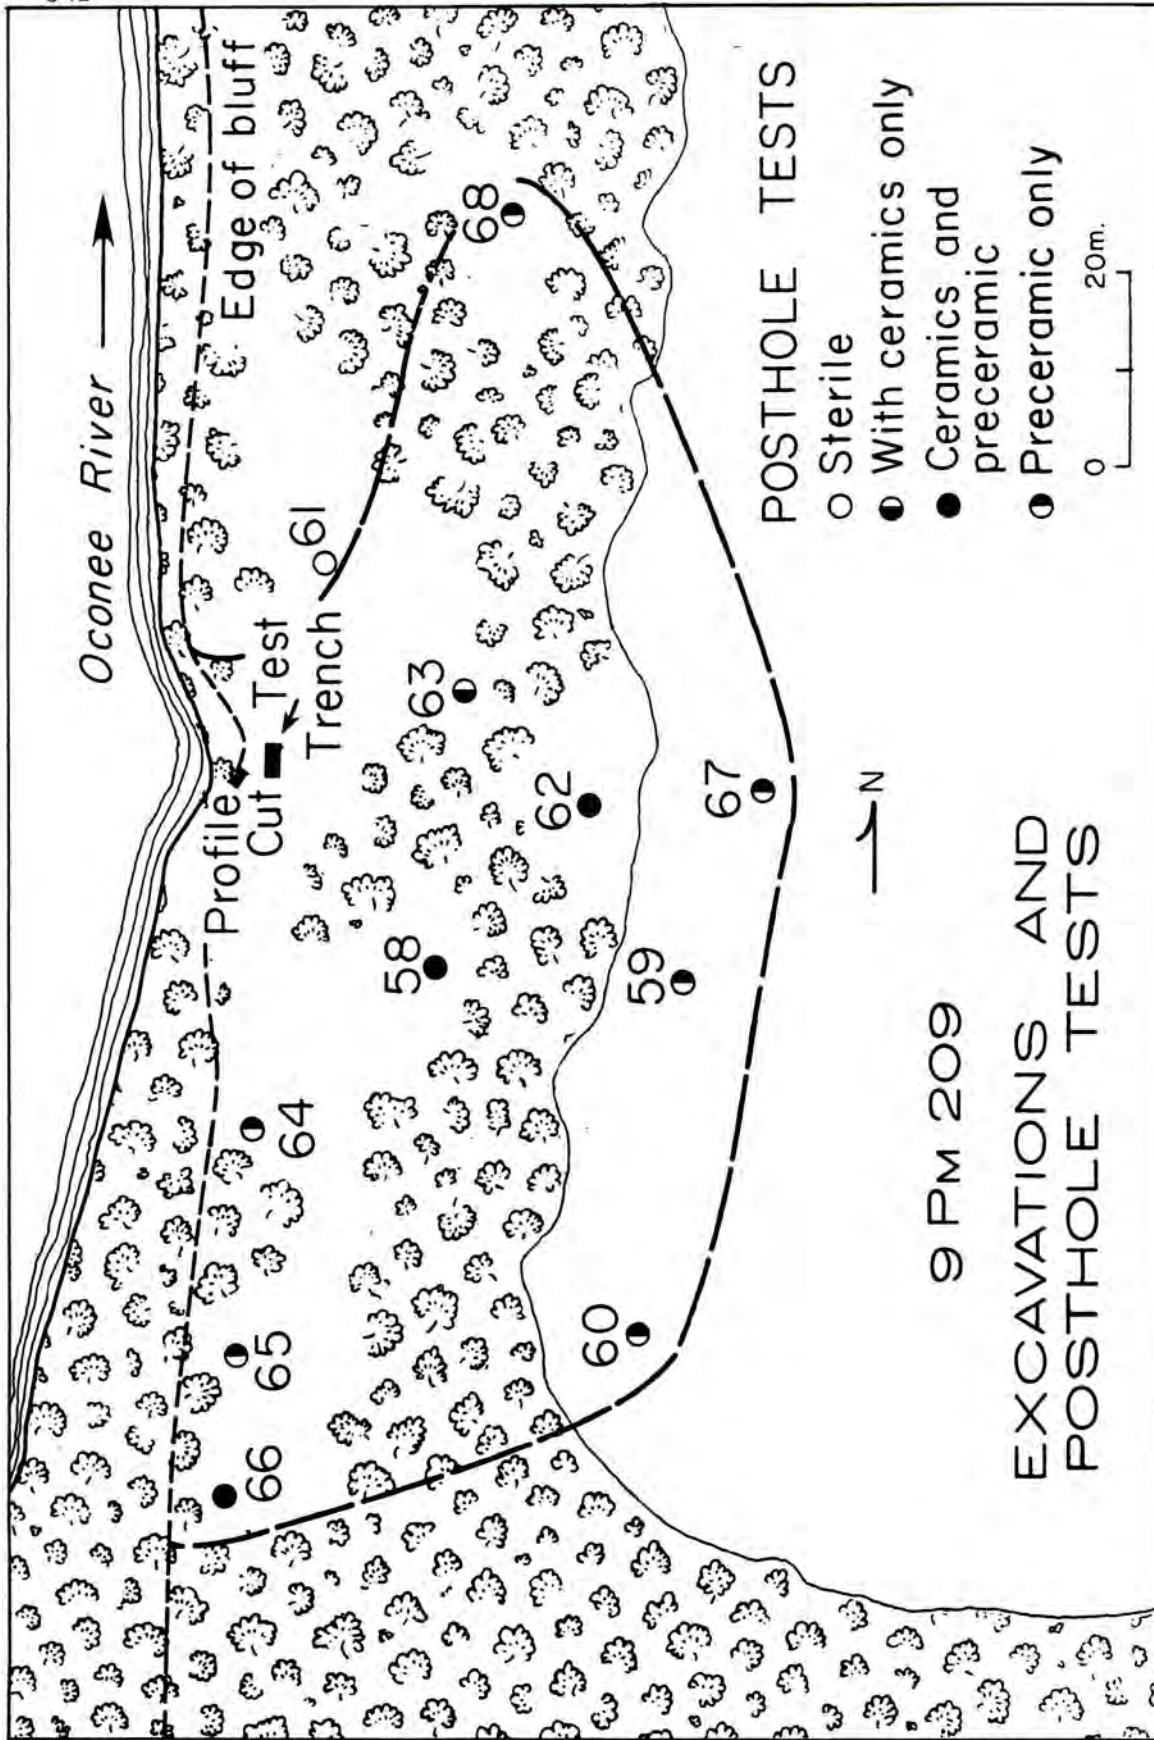 Oconee River
Edge of bluff
Profile
Cut
Test
Trench
61
68
63
62
67
58
59
64
65
66
60
N
POSTHOLE TESTS
Sterile
With ceramics only
Ceramics and
preceramic
Preceramic only
0 20m.
9 PM 209
EXCAVATIONS AND
POSTHOLE TESTS